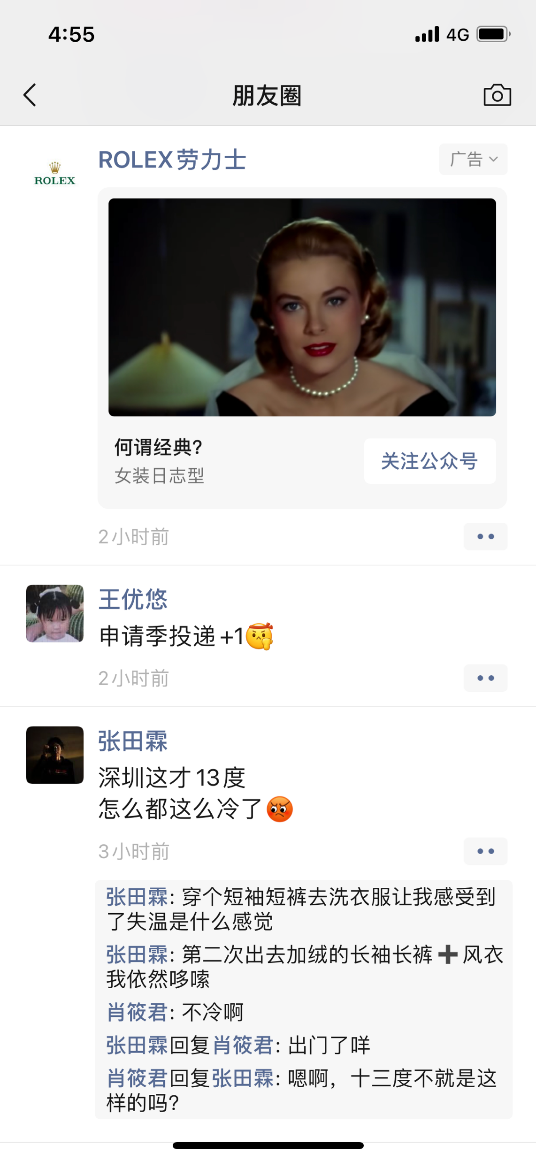 4:55
4G
朋友圈
ROLEX
ROLEX劳力士
广告
何谓经典?
女装日志型
关注公众号
2小时前
王优悠
申请季投递+1
2小时前
张田霖
深圳这才13度
怎么都这么冷了😡
3小时前
张田霖: 穿个短袖短裤去洗衣服让我感受到
了失温是什么感觉
张田霖: 第二次出去加绒的长袖长裤➕风衣
我依然哆嗦
肖筱君: 不冷啊
张田霖回复肖筱君: 出门了咩
肖筱君回复张田霖: 嗯啊，十三度不就是这
样的吗?